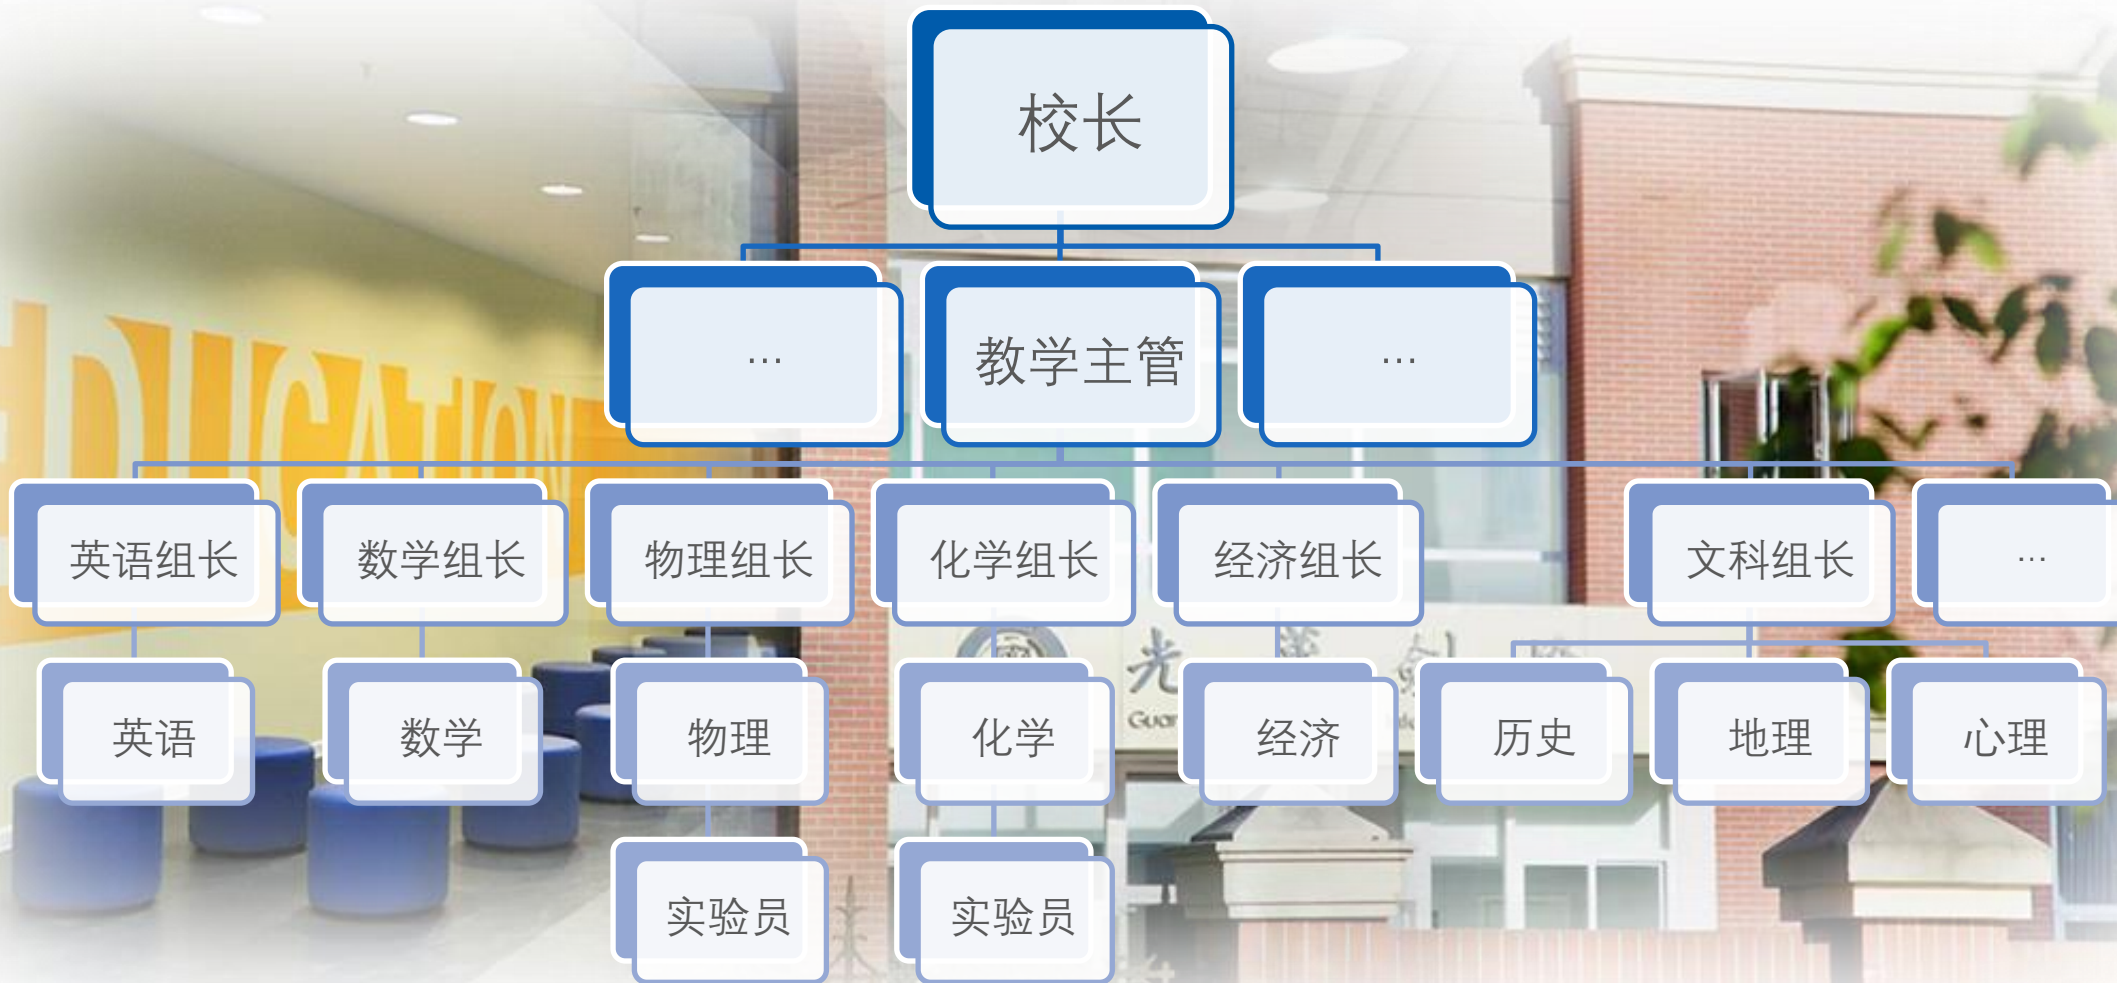 校长
…
教学主管
…
英语组长
数学组长
物理组长
化学组长
经济组长
文科组长
…
英语
数学
物理
化学
经济
历史
地理
心理
实验员
实验员
EDUCATION
光